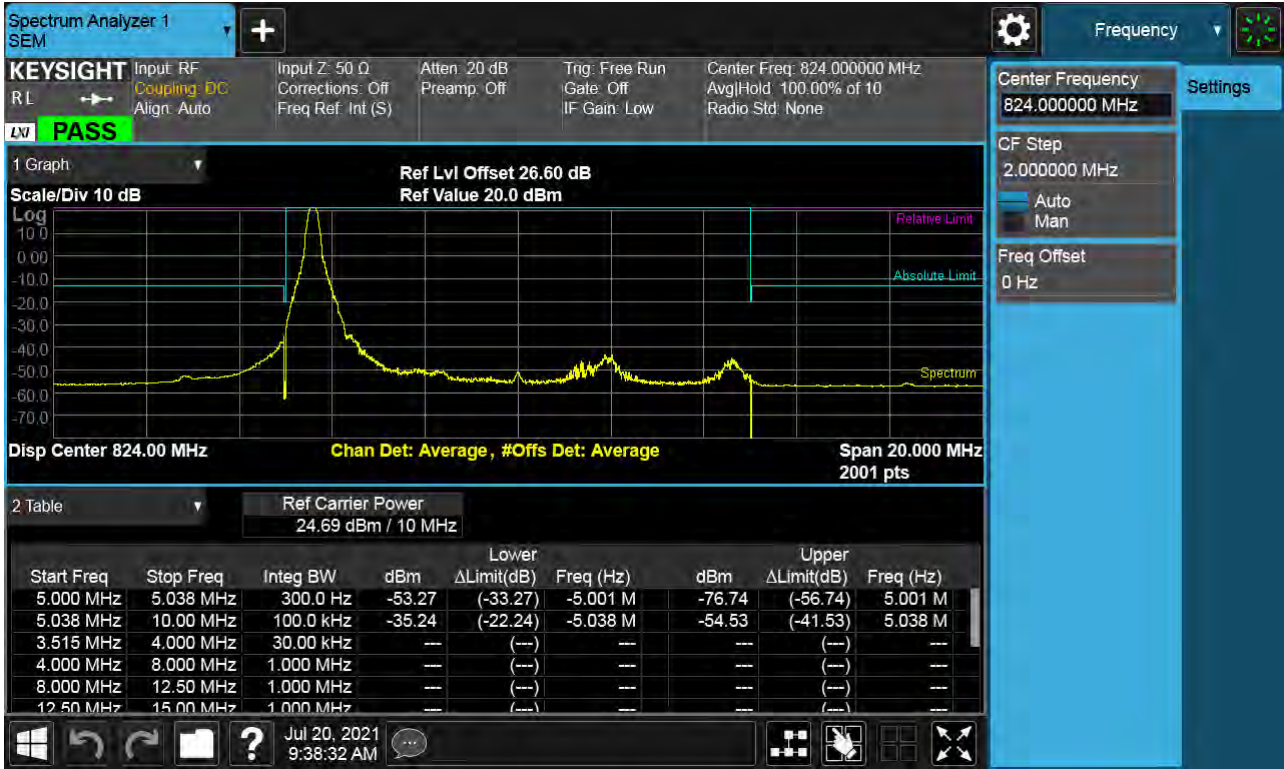 Spectrum Analyzer 1
SEM
Frequency
KEYSIGHT
RL
LXI
PASS
Input: RF
Coupling: DC
Align: Auto
Input Z: 50 Ω
Corrections: Off
Freq Ref: Int (S)
Atten: 20 dB
Preamp: Off
Trig: Free Run
Gate: Off
IF Gain: Low
Center Freq: 824.000000 MHz
Avg|Hold: 100.00% of 10
Radio Std: None
Center Frequency
824.000000 MHz
Settings
CF Step
2.000000 MHz
Auto
Man
Freq Offset
0 Hz
1 Graph
Scale/Div 10 dB
Ref Lvl Offset 26.60 dB
Ref Value 20.0 dBm
Log
10.0
0.00
-10.0
-20.0
-30.0
-40.0
-50.0
-60.0
-70.0
Relative Limit
Absolute Limit
Spectrum
Disp Center 824.00 MHz
Chan Det: Average, #Offs Det: Average
Span 20.000 MHz
2001 pts
2 Table
Ref Carrier Power
24.69 dBm / 10 MHz
Lower Upper
Start Freq Stop Freq Integ BW dBm ΔLimit(dB) Freq (Hz) dBm ΔLimit(dB) Freq (Hz)
5.000 MHz 5.038 MHz 300.0 Hz -53.27 (-33.27) -5.001 M -76.74 (-56.74) 5.001 M
5.038 MHz 10.00 MHz 100.0 kHz -35.24 (-22.24) -5.038 M -54.53 (-41.53) 5.038 M
3.515 MHz 4.000 MHz 30.00 kHz --- (---) --- --- (---) ---
4.000 MHz 8.000 MHz 1.000 MHz --- (---) --- --- (---) ---
8.000 MHz 12.50 MHz 1.000 MHz --- (---) --- --- (---) ---
12.50 MHz 15.00 MHz 1.000 MHz --- (---) --- --- (---) ---
Jul 20, 2021
9:38:32 AM